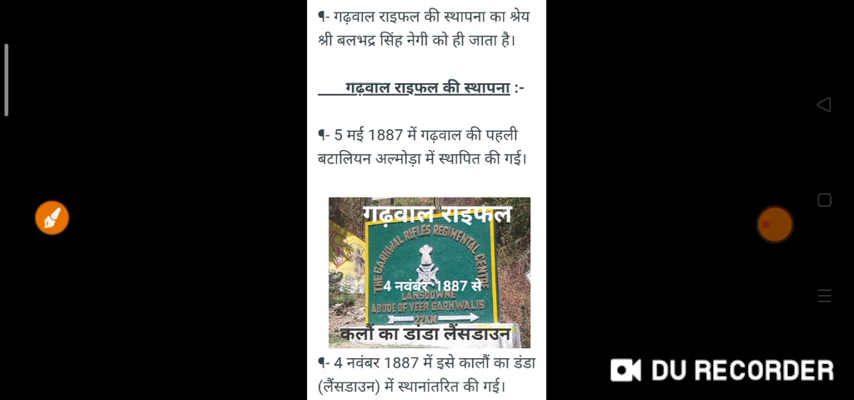 ¶- गढ़वाल राइफल की स्थापना का श्रेय
श्री बलभद्र सिंह नेगी को ही जाता है।
गढ़वाल राइफल की स्थापना :-
¶- 5 मई 1887 में गढ़वाल की पहली
बटालियन अल्मोड़ा में स्थापित की गई।
गढ़वाल राइफल
THE GARHWAL RIFLES REGIMENTAL CENTRE
4 नवंबर 1887 से
LANSDOWNE
ABODE OF VEER GARHWALIS
22KM
कलौं का डांडा लैंसडाउन
¶- 4 नवंबर 1887 में इसे कालौं का डंडा
(लैंसडाउन) में स्थानांतरित की गई।
DU RECORDER